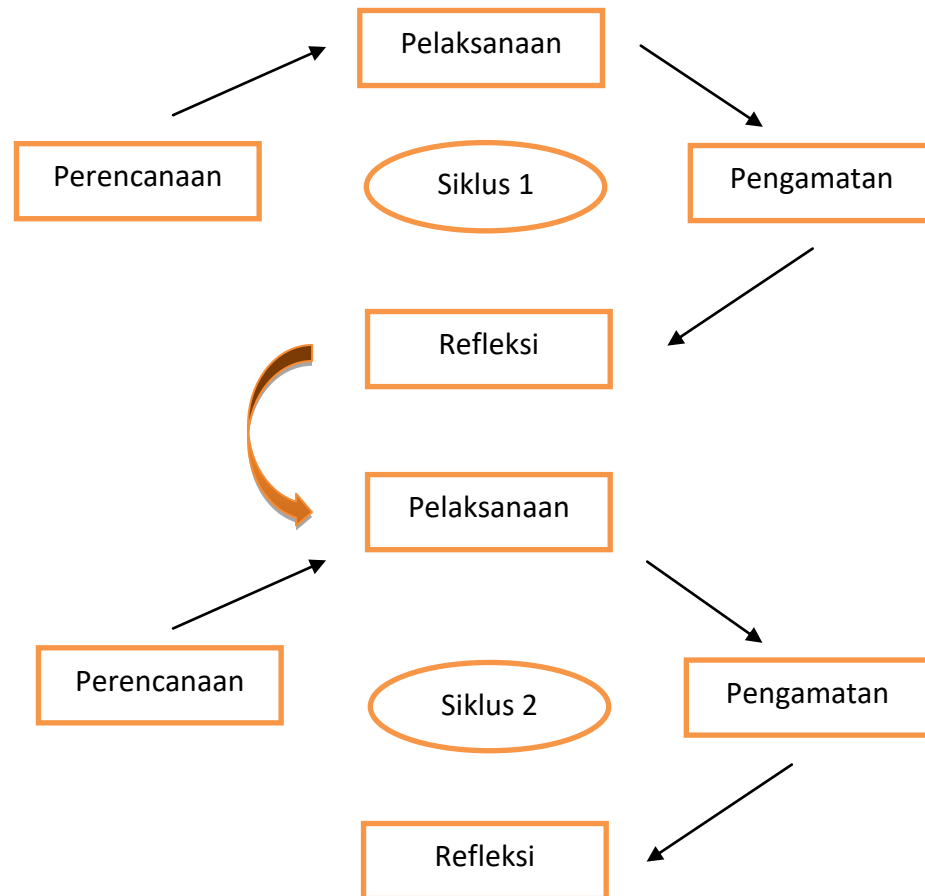 Pelaksanaan
Perencanaan
Siklus 1
Pengamatan
Refleksi
Pelaksanaan
Perencanaan
Siklus 2
Pengamatan
Refleksi